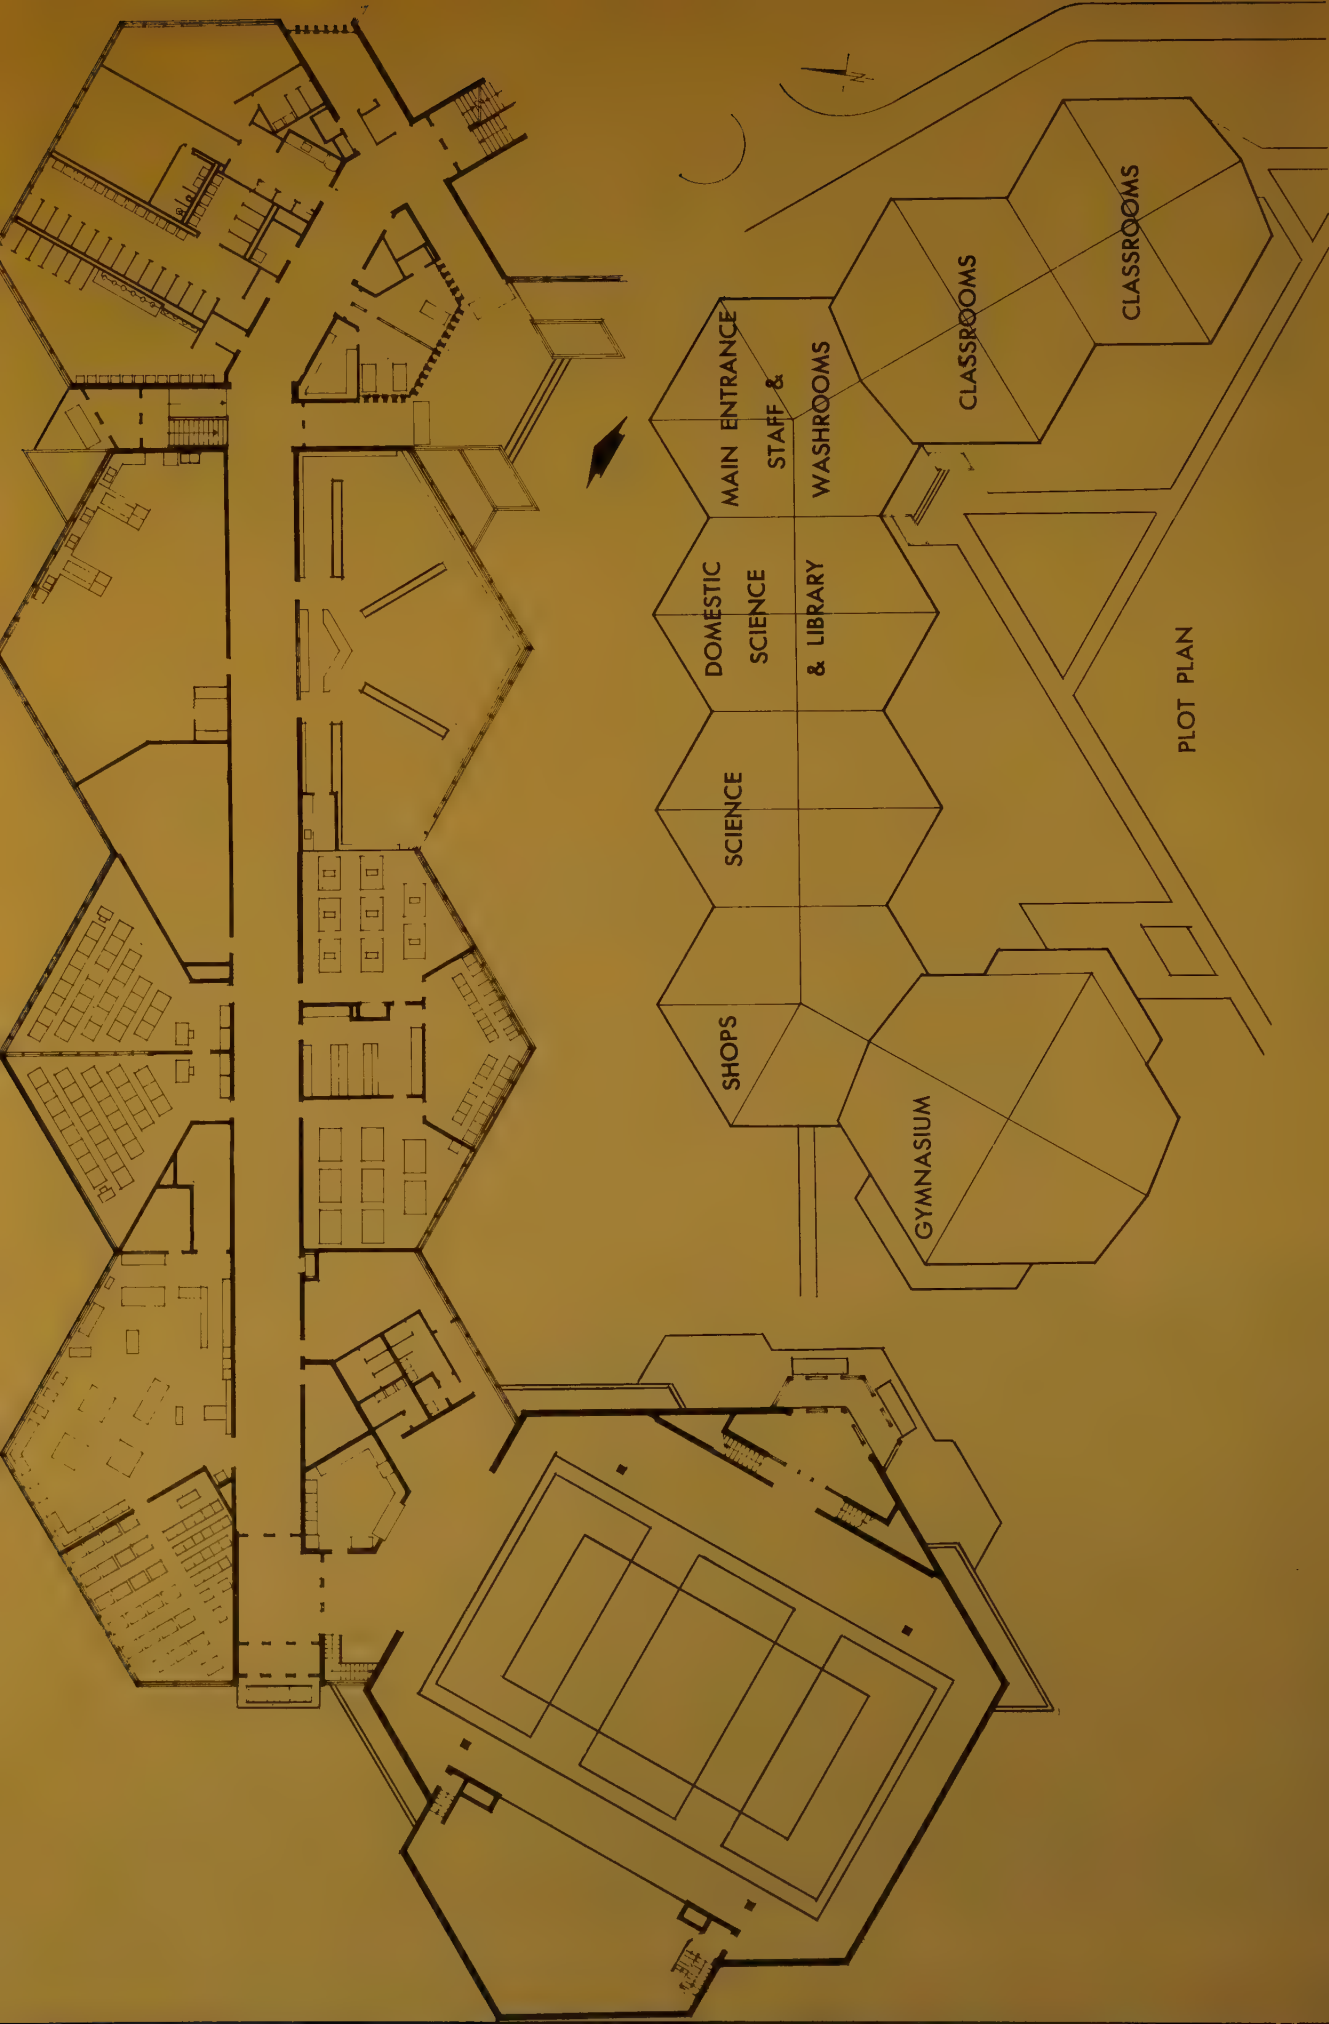 CLASSROOMS
CLASSROOMS
MAIN ENTRANCE
STAFF &
WASHROOMS
DOMESTIC
SCIENCE
& LIBRARY
SCIENCE
SHOPS
GYMNASIUM
PLOT PLAN
N